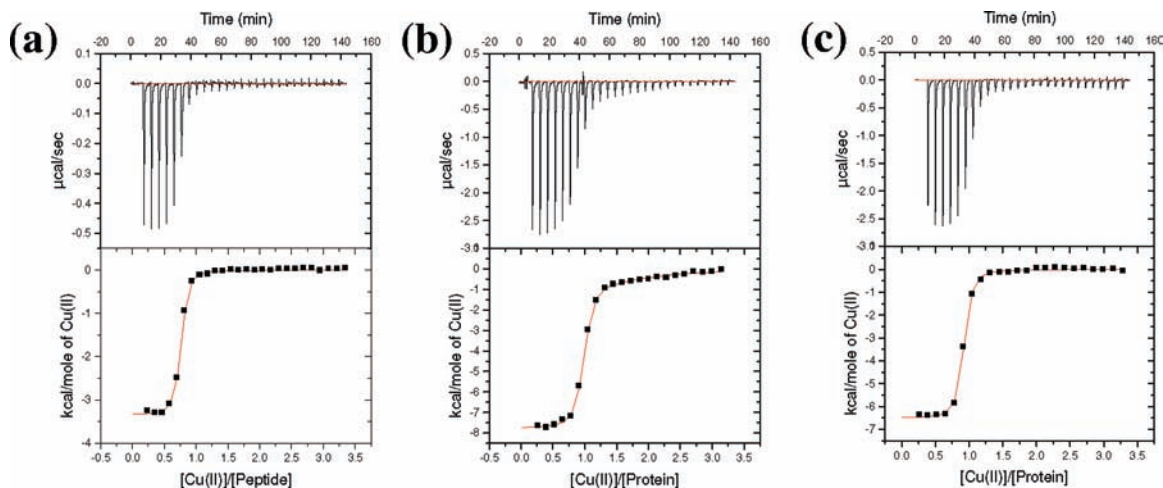 (a)
Time (min)
-20 0 20 40 60 80 100 120 140 160
0.1
0.0
-0.1
-0.2
-0.3
-0.4
-0.5
µcal/sec
0
-1
-2
-3
-4
kcal/mole of Cu(II)
-0.5 0.0 0.5 1.0 1.5 2.0 2.5 3.0 3.5
[Cu(II)]/[Peptide]
(b)
Time (min)
-20 0 20 40 60 80 100 120 140 160
0.5
0.0
-0.5
-1.0
-1.5
-2.0
-2.5
-3.0
µcal/sec
0
-1
-2
-3
-4
-5
-6
-7
-8
kcal/mole of Cu(II)
-0.5 0.0 0.5 1.0 1.5 2.0 2.5 3.0 3.5
[Cu(II)]/[Protein]
(c)
Time (min)
-20 0 20 40 60 80 100 120 140 160
0.5
0.0
-0.5
-1.0
-1.5
-2.0
-2.5
µcal/sec
0
-1
-2
-3
-4
-5
-6
-7
kcal/mole of Cu(II)
0.0 0.5 1.0 1.5 2.0 2.5 3.0 3.5
[Cu(II)]/[Protein]